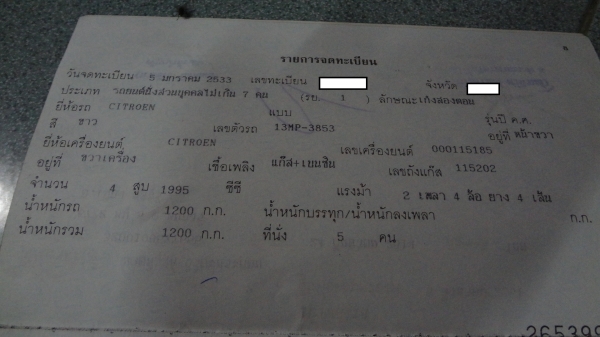 8
รายการจดทะเบียน
วันจดทะเบียน 5 มกราคม 2533 เลขทะเบียน จังหวัด
ประเภท รถยนต์นั่งส่วนบุคคลไม่เกิน 7 คน (รย. 1 ) ลักษณะเก๋งสองตอน
ยี่ห้อรถ CITROEN แบบ รุ่นปี ค.ศ.
สี ขาว เลขตัวรถ 13MP-3853 อยู่ที่ หน้าขวา
ยี่ห้อเครื่องยนต์ CITROEN เลขเครื่องยนต์ 000115185
อยู่ที่ ขวาเครื่อง เชื้อเพลิง แก๊ส+เบนซิน เลขถังแก๊ส 115202
จำนวน 4 สูบ 1995 ซีซี แรงม้า 2 เพลา 4 ล้อ ยาง 4 เส้น
น้ำหนักรถ 1200 ก.ก. น้ำหนักบรรทุก/น้ำหนักลงเพลา ก.ก.
น้ำหนักรวม 1200 ก.ก. ที่นั่ง 5 คน
265399